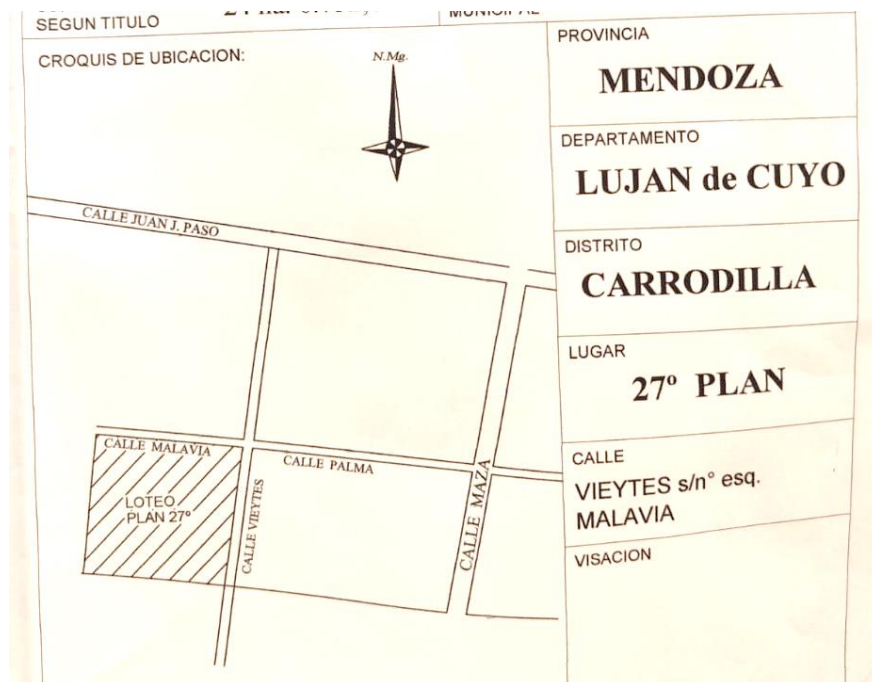 SEGUN TITULO
CROQUIS DE UBICACION:
N.Mg.
CALLE JUAN J. PASO
CALLE MALAVIA
CALLE PALMA
LOTEO
PLAN 27º
CALLE VIEYTES
CALLE MAZA
MUNICIPAL
PROVINCIA
MENDOZA
DEPARTAMENTO
LUJAN de CUYO
DISTRITO
CARRODILLA
LUGAR
27º PLAN
CALLE
VIEYTES s/n° esq.
MALAVIA
VISACION